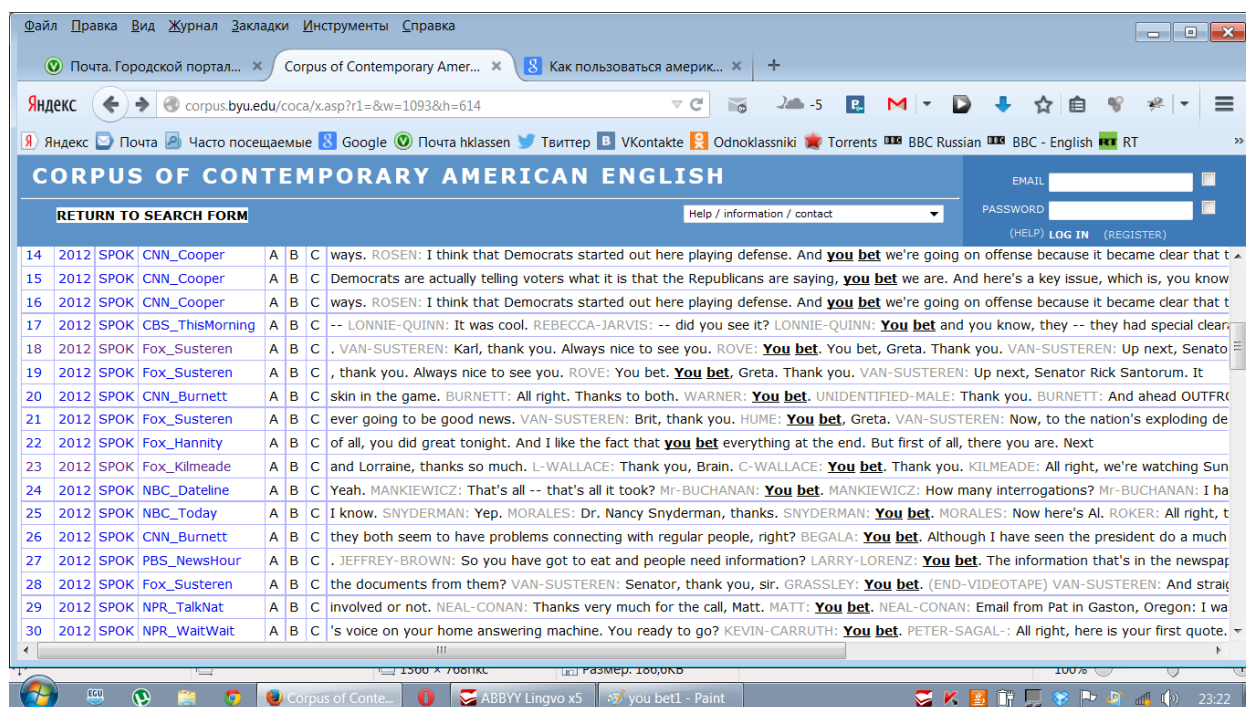 Файл Правка Вид Журнал Закладки Инструменты Справка
Почта. Городской портал... × Corpus of Contemporary Amer... × Как пользоваться америк... × +
Яндекс corpus.byu.edu/coca/x.asp?r1=&w=1093&h=614 -5
Яндекс Почта Часто посещаемые Google Почта hklassen Твиттер VKontakte Odnoklassniki Torrents BBC Russian BBC - English RT »
CORPUS OF CONTEMPORARY AMERICAN ENGLISH
EMAIL
RETURN TO SEARCH FORM Help / information / contact PASSWORD
(HELP) LOG IN (REGISTER)
14 2012 SPOK CNN_Cooper A B C ways. ROSEN: I think that Democrats started out here playing defense. And you bet we're going on offense because it became clear that t
15 2012 SPOK CNN_Cooper A B C Democrats are actually telling voters what it is that the Republicans are saying, you bet we are. And here's a key issue, which is, you know
16 2012 SPOK CNN_Cooper A B C ways. ROSEN: I think that Democrats started out here playing defense. And you bet we're going on offense because it became clear that t
17 2012 SPOK CBS_ThisMorning A B C -- LONNIE-QUINN: It was cool. REBECCA-JARVIS: -- did you see it? LONNIE-QUINN: You bet and you know, they -- they had special clear
18 2012 SPOK Fox_Susteren A B C . VAN-SUSTEREN: Karl, thank you. Always nice to see you. ROVE: You bet. You bet, Greta. Thank you. VAN-SUSTEREN: Up next, Senato
19 2012 SPOK Fox_Susteren A B C , thank you. Always nice to see you. ROVE: You bet. You bet, Greta. Thank you. VAN-SUSTEREN: Up next, Senator Rick Santorum. It
20 2012 SPOK CNN_Burnett A B C skin in the game. BURNETT: All right. Thanks to both. WARNER: You bet. UNIDENTIFIED-MALE: Thank you. BURNETT: And ahead OUTFR
21 2012 SPOK Fox_Susteren A B C ever going to be good news. VAN-SUSTEREN: Brit, thank you. HUME: You bet, Greta. VAN-SUSTEREN: Now, to the nation's exploding de
22 2012 SPOK Fox_Hannity A B C of all, you did great tonight. And I like the fact that you bet everything at the end. But first of all, there you are. Next
23 2012 SPOK Fox_Kilmeade A B C and Lorraine, thanks so much. L-WALLACE: Thank you, Brain. C-WALLACE: You bet. Thank you. KILMEADE: All right, we're watching Sun
24 2012 SPOK NBC_Dateline A B C Yeah. MANKIEWICZ: That's all -- that's all it took? Mr-BUCHANAN: You bet. MANKIEWICZ: How many interrogations? Mr-BUCHANAN: I ha
25 2012 SPOK NBC_Today A B C I know. SNYDERMAN: Yep. MORALES: Dr. Nancy Snyderman, thanks. SNYDERMAN: You bet. MORALES: Now here's Al. ROKER: All right, t
26 2012 SPOK CNN_Burnett A B C they both seem to have problems connecting with regular people, right? BEGALA: You bet. Although I have seen the president do a much
27 2012 SPOK PBS_NewsHour A B C . JEFFREY-BROWN: So you have got to eat and people need information? LARRY-LORENZ: You bet. The information that's in the newspap
28 2012 SPOK Fox_Susteren A B C the documents from them? VAN-SUSTEREN: Senator, thank you, sir. GRASSLEY: You bet. (END-VIDEOTAPE) VAN-SUSTEREN: And straig
29 2012 SPOK NPR_TalkNat A B C involved or not. NEAL-CONAN: Thanks very much for the call, Matt. MATT: You bet. NEAL-CONAN: Email from Pat in Gaston, Oregon: I wa
30 2012 SPOK NPR_WaitWait A B C 's voice on your home answering machine. You ready to go? KEVIN-CARRUTH: You bet. PETER-SAGAL-: All right, here is your first quote.
1366 × 768пкс Размер: 186,6КБ 100%
EGU Corpus of Conte... ABBYY Lingvo x5 you bet1 - Paint 23:22